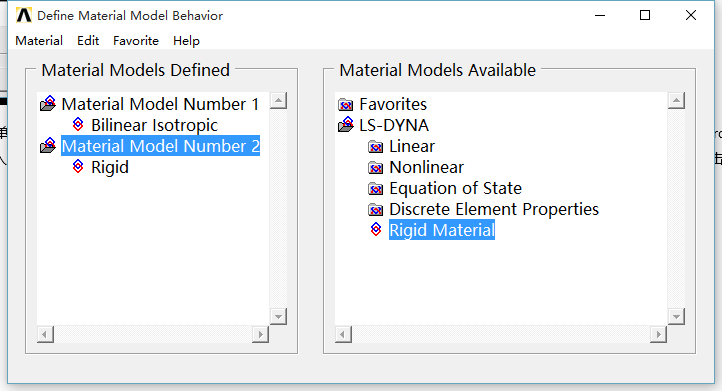 Define Material Model Behavior
Material Edit Favorite Help
Material Models Defined
Material Model Number 1
Bilinear Isotropic
Material Model Number 2
Rigid
Material Models Available
Favorites
LS-DYNA
Linear
Nonlinear
Equation of State
Discrete Element Properties
Rigid Material